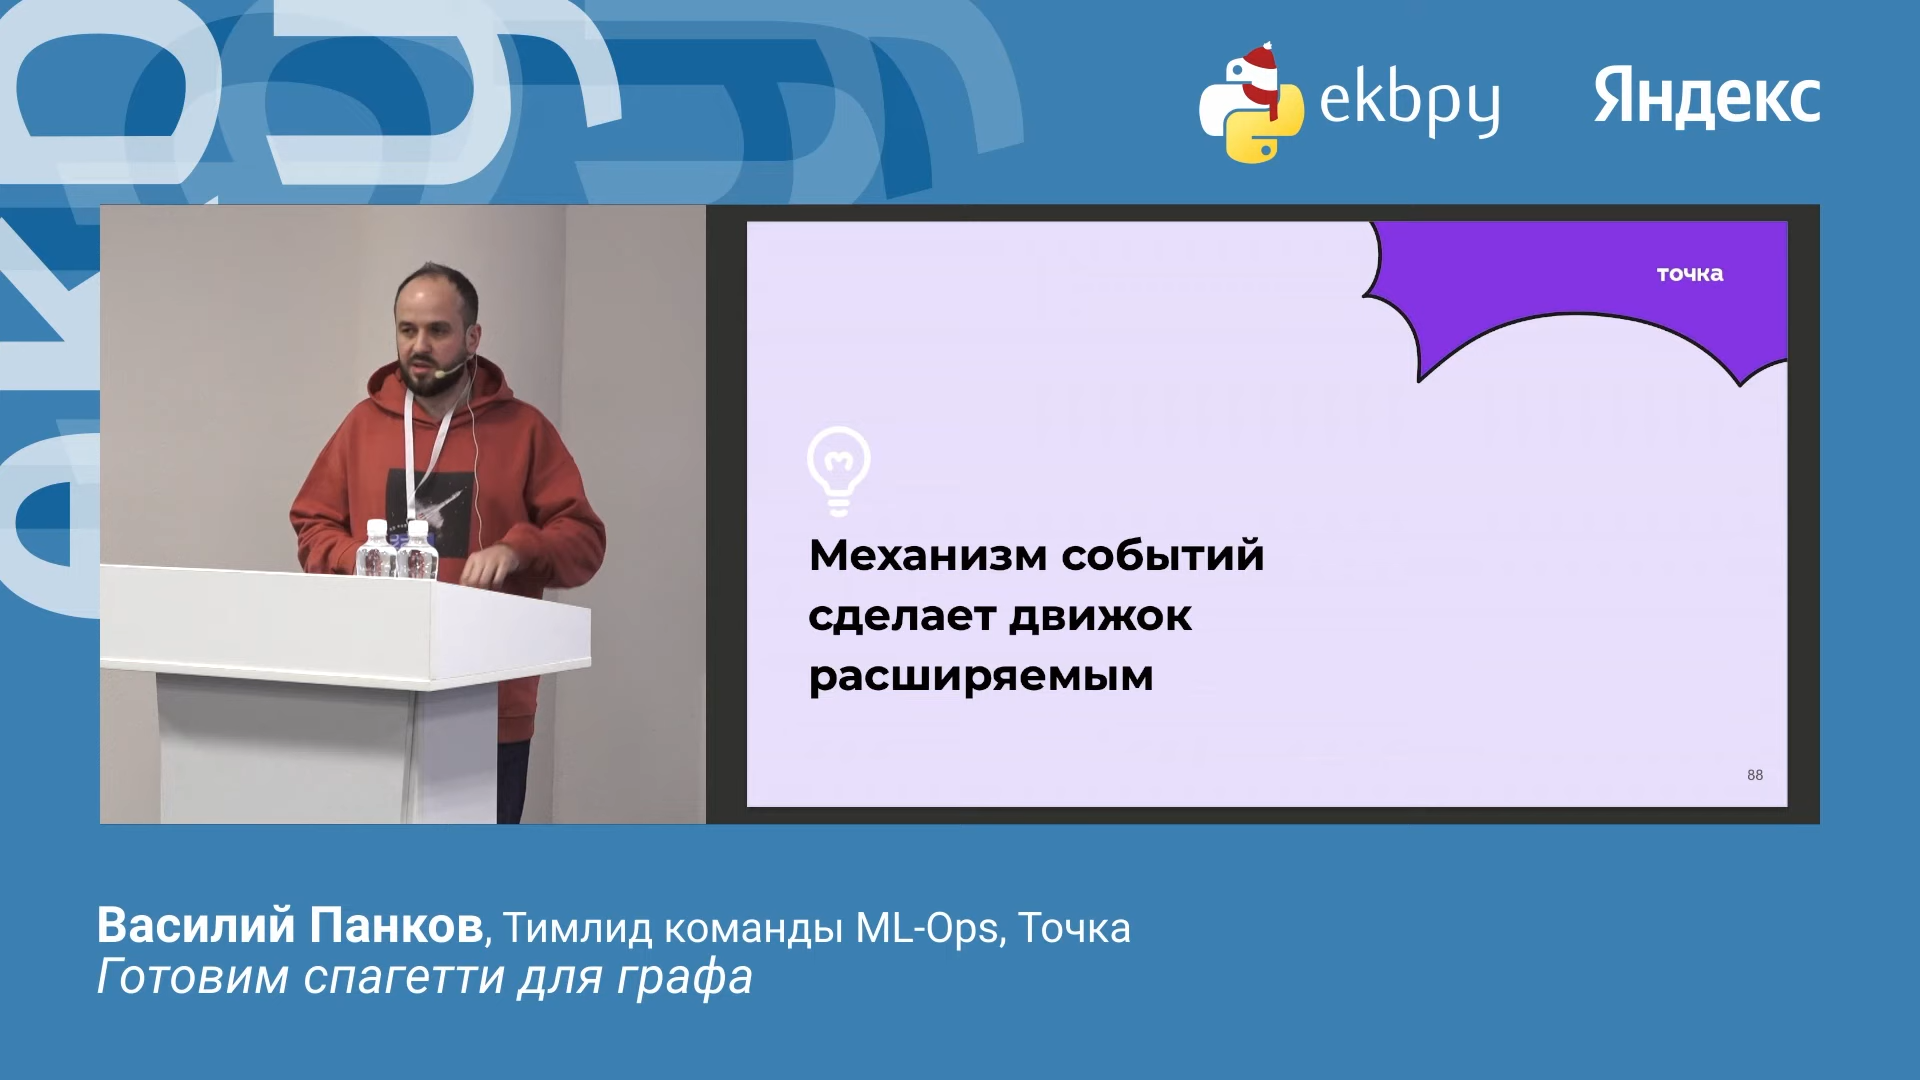 ekbpy
Яндекс
точка
Механизм событий
сделает движок
расширяемым
88
Василий Панков, Тимлид команды ML-Ops, Точка
Готовим спагетти для графа